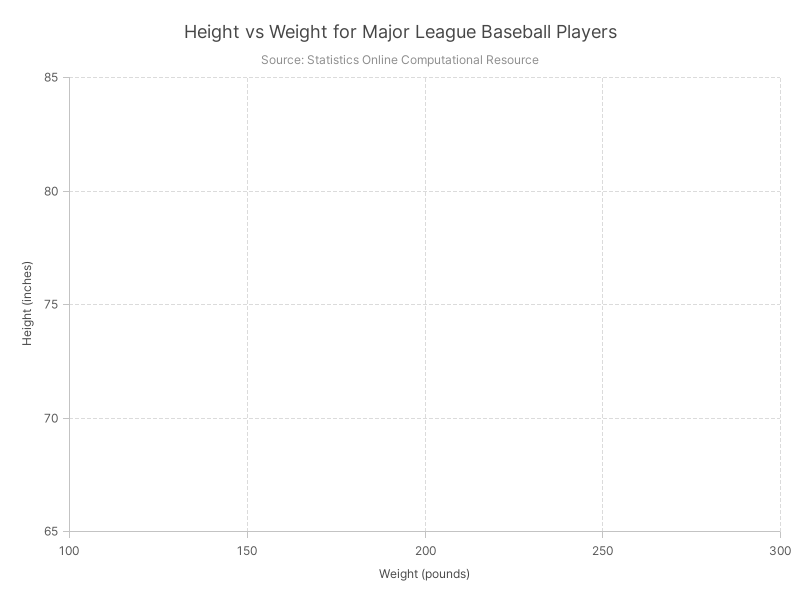 Height vs Weight for Major League Baseball Players
Source: Statistics Online Computational Resource
85
80
75
70
65
Height (inches)
100 150 200 250 300
Weight (pounds)